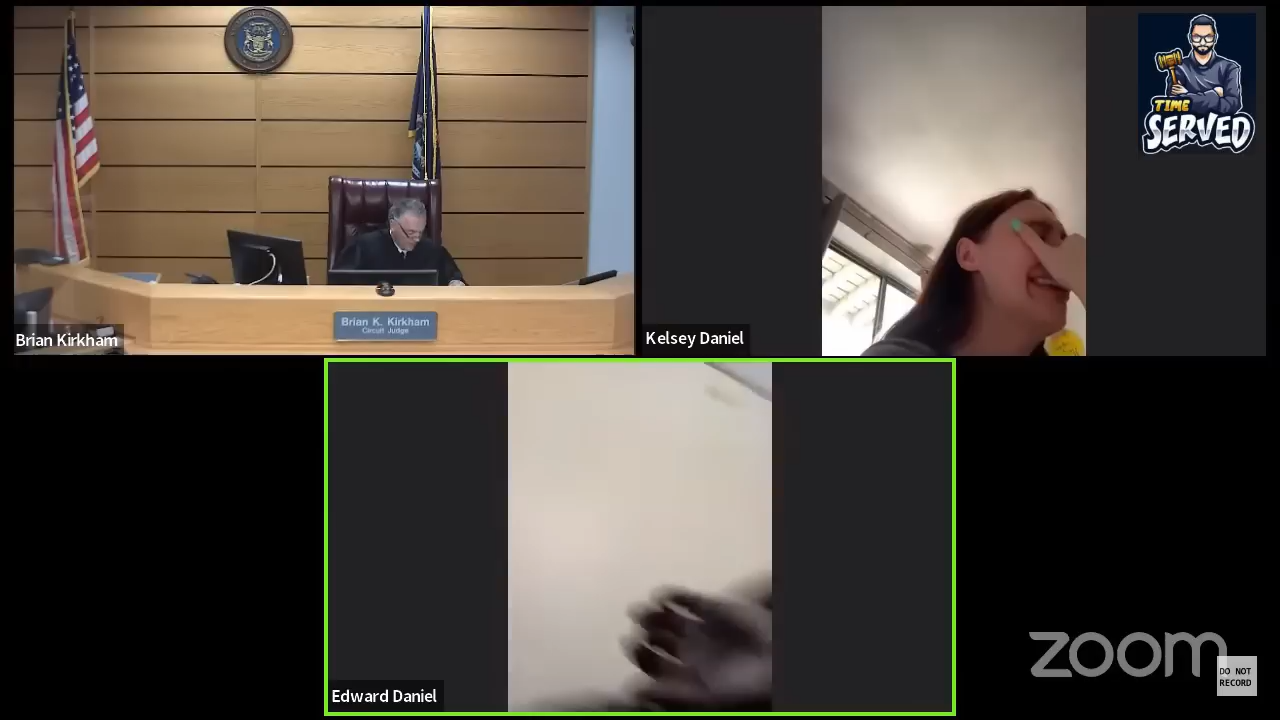 Brian K. Kirkham
Circuit Judge
Brian Kirkham
Kelsey Daniel
TIME
SERVED
Edward Daniel
zoom
DO NOT
RECORD